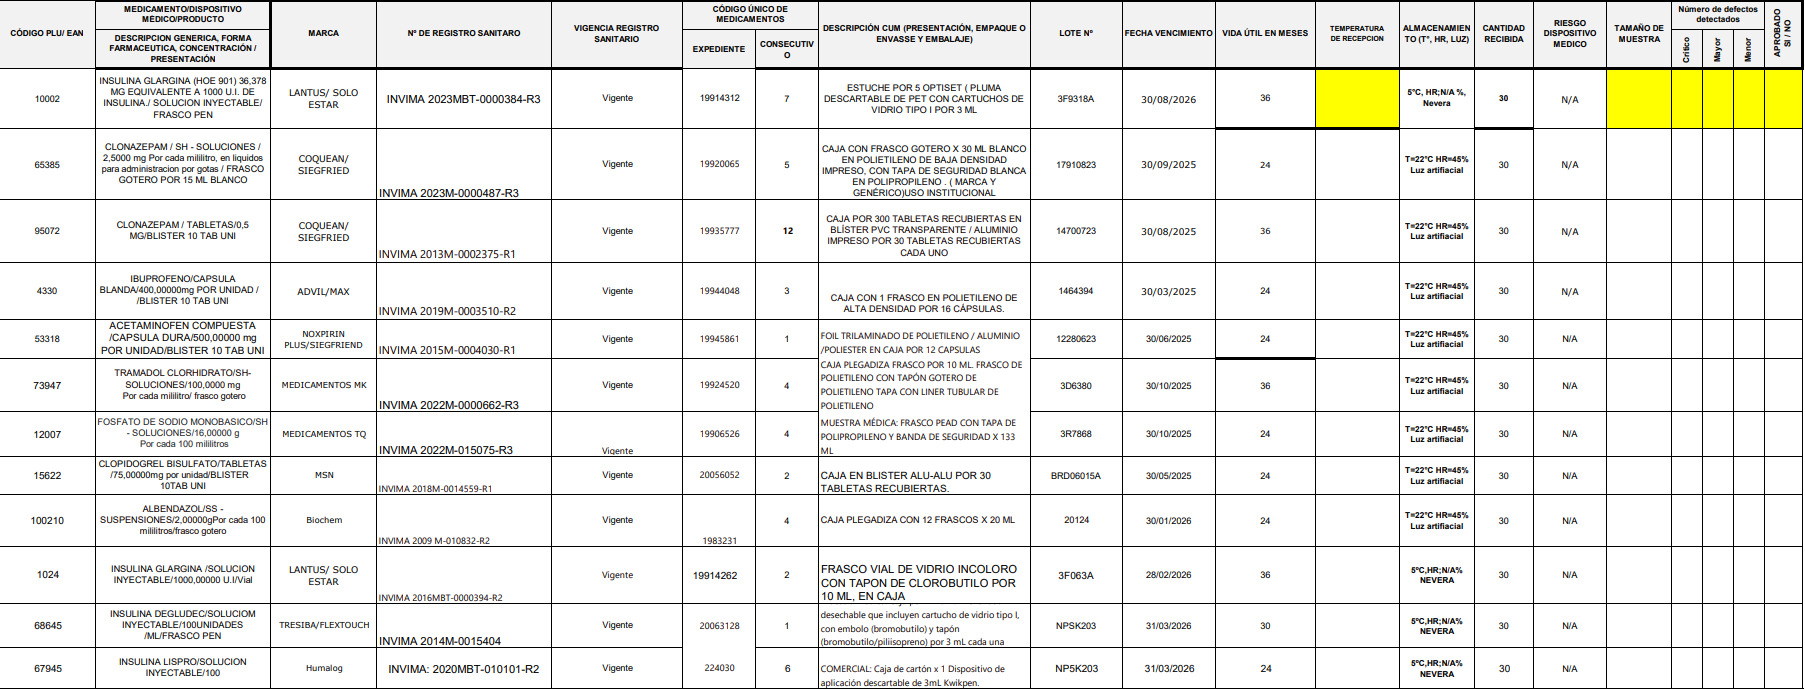 CÓDIGO PLU/ EAN
MEDICAMENTO/DISPOSITIVO
MÉDICO/PRODUCTO
DESCRIPCION GENERICA, FORMA
FARMACEUTICA, CONCENTRACIÓN /
PRESENTACIÓN
MARCA
Nº DE REGISTRO SANITARO
VIGENCIA REGISTRO
SANITARIO
CÓDIGO ÚNICO DE
MEDICAMENTOS
EXPEDIENTE
CONSECUTIV
O
DESCRIPCIÓN CUM (PRESENTACIÓN, EMPAQUE O
ENVASSE Y EMBALAJE)
LOTE Nº
FECHA VENCIMIENTO
VIDA ÚTIL EN MESES
TEMPERATURA
DE RECEPCION
ALMACENAMIEN
TO (T°, HR, LUZ)
CANTIDAD
RECIBIDA
RIESGO
DISPOSITIVO
MEDICO
TAMAÑO DE
MUESTRA
Número de defectos
detectados
Crítico
Mayor
Menor
APROBADO
SI / NO
10002
INSULINA GLARGINA (HOE 901) 36,378
MG EQUIVALENTE A 1000 U.I. DE
INSULINA./ SOLUCION INYECTABLE/
FRASCO PEN
LANTUS/ SOLO
ESTAR
INVIMA 2023MBT-0000384-R3
Vigente
19914312
7
ESTUCHE POR 5 OPTISET ( PLUMA
DESCARTABLE DE PET CON CARTUCHOS DE
VIDRIO TIPO I POR 3 ML
3F9318A
30/08/2026
36
5°C, HR;N/A %,
Nevera
30
N/A
65385
CLONAZEPAM / SH - SOLUCIONES /
2,5000 mg Por cada mililitro, en liquidos
para administracion por gotas / FRASCO
GOTERO POR 15 ML BLANCO
COQUEAN/
SIEGFRIED
INVIMA 2023M-0000487-R3
Vigente
19920065
5
CAJA CON FRASCO GOTERO X 30 ML BLANCO
EN POLIETILENO DE BAJA DENSIDAD
IMPRESO, CON TAPA DE SEGURIDAD BLANCA
EN POLIPROPILENO . ( MARCA Y
GENÉRICO)USO INSTITUCIONAL
17910823
30/09/2025
24
T=22°C HR=45%
Luz artifiacial
30
N/A
95072
CLONAZEPAM / TABLETAS/0,5
MG/BLISTER 10 TAB UNI
COQUEAN/
SIEGFRIED
INVIMA 2013M-0002375-R1
Vigente
19935777
12
CAJA POR 300 TABLETAS RECUBIERTAS EN
BLÍSTER PVC TRANSPARENTE / ALUMINIO
IMPRESO POR 30 TABLETAS RECUBIERTAS
CADA UNO
14700723
30/08/2025
36
T=22°C HR=45%
Luz artifiacial
30
N/A
4330
IBUPROFENO/CAPSULA
BLANDA/400,00000mg POR UNIDAD /
/BLISTER 10 TAB UNI
ADVIL/MAX
INVIMA 2019M-0003510-R2
Vigente
19944048
3
CAJA CON 1 FRASCO EN POLIETILENO DE
ALTA DENSIDAD POR 16 CÁPSULAS.
1464394
30/03/2025
24
T=22°C HR=45%
Luz artifiacial
30
N/A
53318
ACETAMINOFEN COMPUESTA
/CAPSULA DURA/500,00000 mg
POR UNIDAD/BLISTER 10 TAB UNI
NOXPIRIN
PLUS/SIEGFRIEND
INVIMA 2015M-0004030-R1
Vigente
19945861
1
FOIL TRILAMINADO DE POLIETILENO / ALUMINIO
/POLIESTER EN CAJA POR 12 CAPSULAS
12280623
30/06/2025
24
T=22°C HR=45%
Luz artifiacial
30
N/A
73947
TRAMADOL CLORHIDRATO/SH-
SOLUCIONES/100,0000 mg
Por cada mililitro/ frasco gotero
MEDICAMENTOS MK
INVIMA 2022M-0000662-R3
Vigente
19924520
4
CAJA PLEGADIZA FRASCO POR 10 ML. FRASCO DE
POLIETILENO CON TAPÓN GOTERO DE
POLIETILENO TAPA CON LINER TUBULAR DE
POLIETILENO
3D6380
30/10/2025
36
T=22°C HR=45%
Luz artifiacial
30
N/A
12007
FOSFATO DE SODIO MONOBASICO/SH
- SOLUCIONES/16,00000 g
Por cada 100 mililitros
MEDICAMENTOS TQ
INVIMA 2022M-015075-R3
Vigente
19906526
4
MUESTRA MÉDICA: FRASCO PEAD CON TAPA DE
POLIPROPILENO Y BANDA DE SEGURIDAD X 133
ML
3R7868
30/10/2025
24
T=22°C HR=45%
Luz artifiacial
30
N/A
15622
CLOPIDOGREL BISULFATO/TABLETAS
/75,00000mg por unidad/BLISTER
10TAB UNI
MSN
INVIMA 2018M-0014559-R1
Vigente
20056052
2
CAJA EN BLISTER ALU-ALU POR 30
TABLETAS RECUBIERTAS.
BRD06015A
30/05/2025
24
T=22°C HR=45%
Luz artifiacial
30
N/A
100210
ALBENDAZOL/SS -
SUSPENSIONES/2,00000gPor cada 100
mililitros/frasco gotero
Biochem
INVIMA 2009 M-010832-R2
Vigente
1983231
4
CAJA PLEGADIZA CON 12 FRASCOS X 20 ML
20124
30/01/2026
24
T=22°C HR=45%
Luz artifiacial
30
N/A
1024
INSULINA GLARGINA /SOLUCION
INYECTABLE/1000,00000 U.I/Vial
LANTUS/ SOLO
ESTAR
INVIMA 2016MBT-0000394-R2
Vigente
19914262
2
FRASCO VIAL DE VIDRIO INCOLORO
CON TAPON DE CLOROBUTILO POR
10 ML, EN CAJA
3F063A
28/02/2026
36
5°C,HR;N/A%
NEVERA
30
N/A
68645
INSULINA DEGLUDEC/SOLUCIOM
INYECTABLE/100UNIDADES
/ML/FRASCO PEN
TRESIBA/FLEXTOUCH
INVIMA 2014M-0015404
Vigente
20063128
1
desechable que incluyen cartucho de vidrio tipo I,
con embolo (bromobutilo) y tapón
(bromobutilo/piliisopreno) por 3 mL cada una
NPSK203
31/03/2026
30
5°C,HR;N/A%
NEVERA
30
N/A
67945
INSULINA LISPRO/SOLUCION
INYECTABLE/100
Humalog
INVIMA: 2020MBT-010101-R2
Vigente
224030
6
COMERCIAL: Caja de cartón x 1 Dispositivo de
aplicación descartable de 3mL Kwikpen.
NP5K203
31/03/2026
24
5°C,HR;N/A%
NEVERA
30
N/A